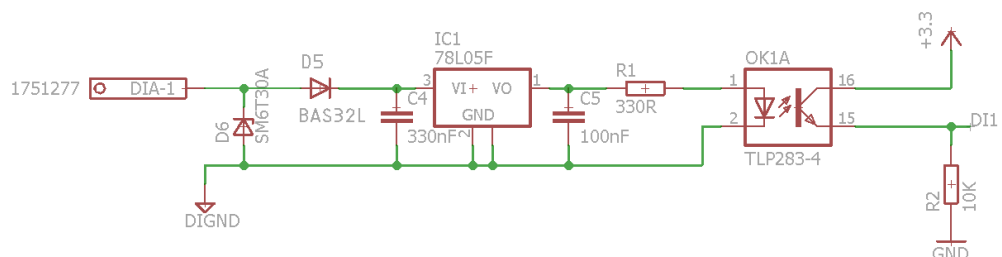 1751277
DIA-1
D6
SM6T30A
D5
BAS32L
C4
330nF
IC1
78L05F
3
VI+
VO
1
GND
2
C5
100nF
R1
330R
OK1A
1
2
16
15
TLP283-4
+3.3
DI1
R2
10K
GND
DIGND